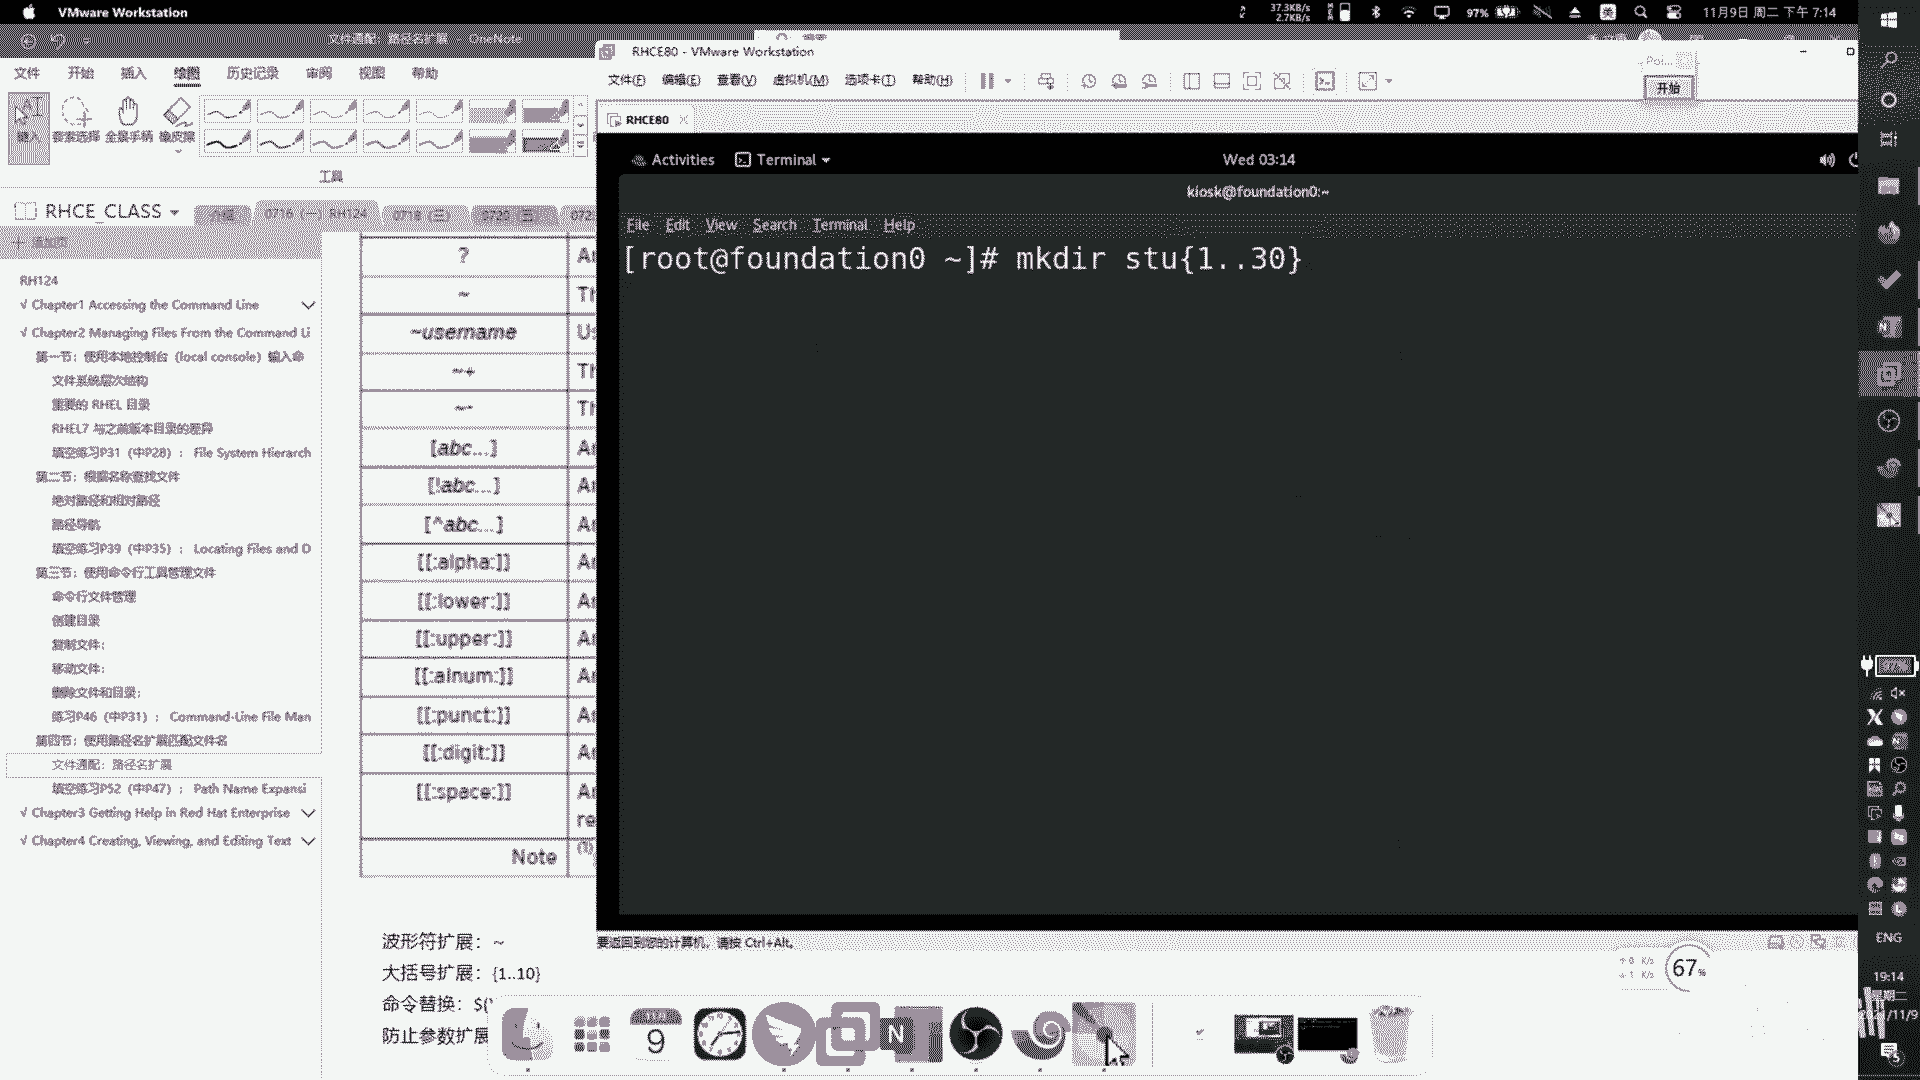 VMware Workstation
37.3KB/s
2.7KB/s
97%
美
11月9日 周二 下午 7:14
文件通配：路径名扩展 - OneNote
文件 开始 插入 绘图 历史记录 审阅 视图 帮助
套索选择 全景手柄 橡皮擦
工具
RHCE_CLASS
0716（一）RH124
0718（二）
添加页
RH124
√ Chapter1 Accessing the Command Line
√ Chapter2 Managing Files From the Command Li
第一节：使用本地控制台（local console）输入命
文件系统层次结构
重要的 RHEL 目录
RHEL7 与之前版本目录的差异
填空练习P31（中P28）： File System Hierarch
第二节：根据名称查找文件
绝对路径和相对路径
路径导航
填空练习P39（中P35）： Locating Files and D
第三节：使用命令行工具管理文件
命令行文件管理
创建目录
复制文件：
移动文件：
删除文件和目录：
练习P46（中P31）： Command-Line File Man
第四节：使用路径名扩展匹配文件名
文件通配：路径名扩展
填空练习P52（中P47）： Path Name Expansi
√ Chapter3 Getting Help in Red Hat Enterprise
√ Chapter4 Creating, Viewing, and Editing Text
?
~
~username
~+
~-
[abc...]
[!abc...]
[^abc...]
[[:alpha:]]
[[:lower:]]
[[:upper:]]
[[:alnum:]]
[[:punct:]]
[[:digit:]]
[[:space:]]
Note
波形符扩展：~
大括号扩展：{1..10}
命令替换：$(
防止参数扩展
RHCE80 - VMware Workstation
文件(F) 编辑(E) 查看(V) 虚拟机(M) 选项卡(T) 帮助(H)
Poi...
开始
RHCE80
Activities Terminal
Wed 03:14
kiosk@foundation0:~
File Edit View Search Terminal Help
[root@foundation0 ~]# mkdir stu{1..30}
要返回到您的计算机，请按 Ctrl+Alt。
67%
9
N
ENG
19:14
星期二